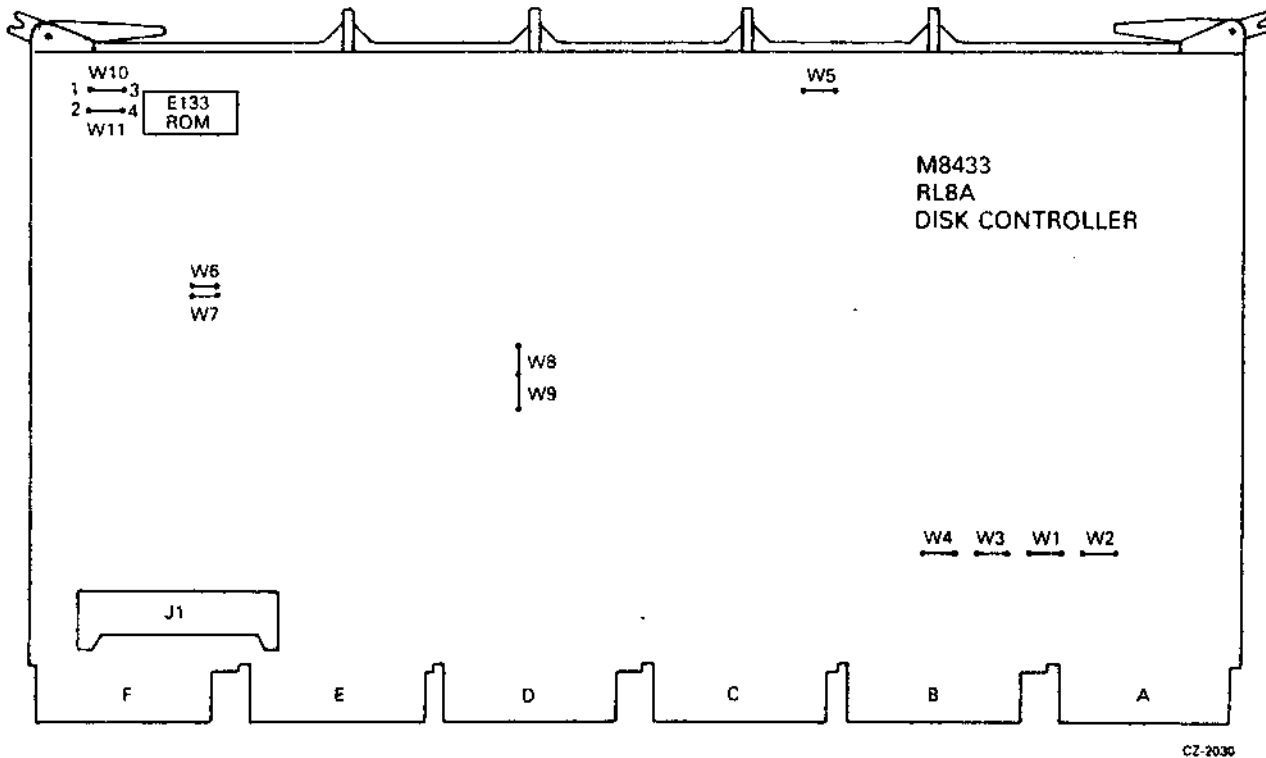 W10
1 3
2 4
W11
E133
ROM
W5
M8433
RL8A
DISK CONTROLLER
W6
W7
W8
W9
W4 W3 W1 W2
J1
F E D C B A
CZ-2030